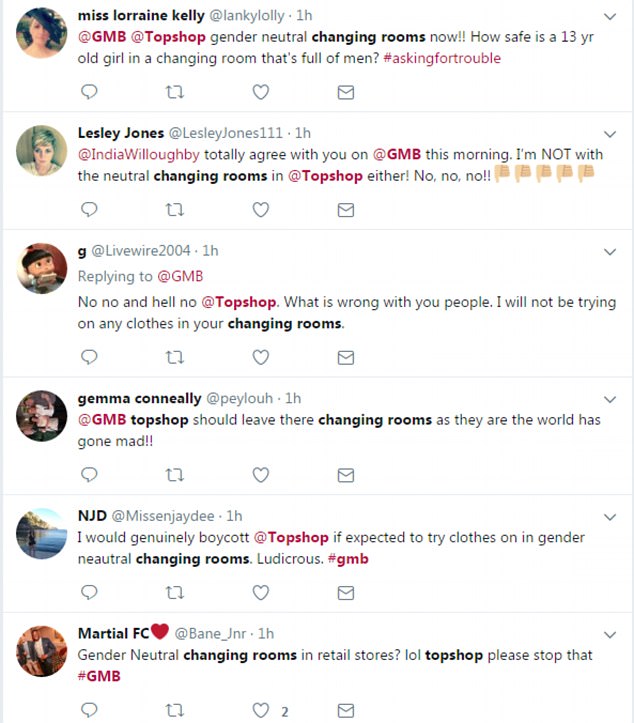 miss lorraine kelly @lankylolly · 1h
@GMB @Topshop gender neutral changing rooms now!! How safe is a 13 yr
old girl in a changing room that's full of men? #askingfortrouble
Lesley Jones @LesleyJones111 · 1h
@IndiaWilloughby totally agree with you on @GMB this morning. I'm NOT with
the neutral changing rooms in @Topshop either! No, no, no!! 👎👎👎👎👎
g @Livewire2004 · 1h
Replying to @GMB
No no and hell no @Topshop. What is wrong with you people. I will not be trying
on any clothes in your changing rooms.
gemma conneally @peylouh · 1h
@GMB topshop should leave there changing rooms as they are the world has
gone mad!!
NJD @Missenjaydee · 1h
I would genuinely boycott @Topshop if expected to try clothes on in gender
neautral changing rooms. Ludicrous. #gmb
Martial FC❤ @Bane_Jnr · 1h
Gender Neutral changing rooms in retail stores? lol topshop please stop that
#GMB
2